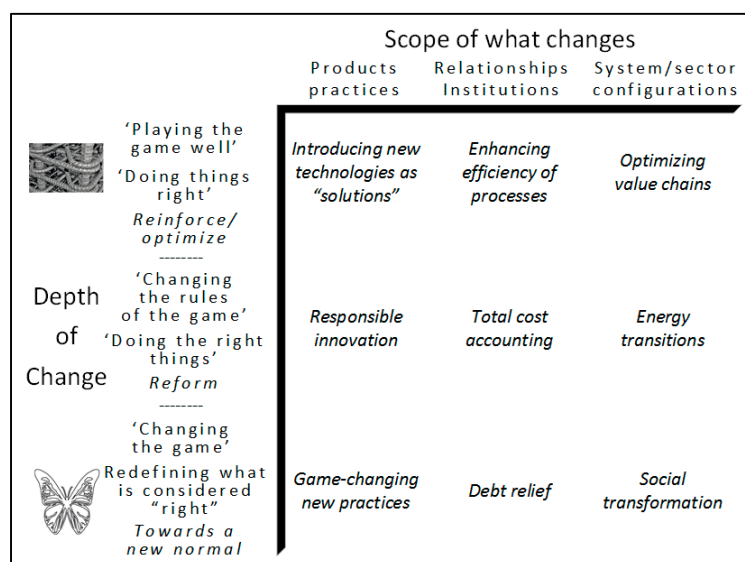 Scope of what changes
Products practices
Relationships Institutions
System/sector configurations
‘Playing the
game well’
‘Doing things
right’
Reinforce/
optimize
--------
Introducing new
technologies as
“solutions”
Enhancing
efficiency of
processes
Optimizing
value chains
Depth
of
Change
‘Changing
the rules
of the game’
‘Doing the right
things’
Reform
--------
Responsible
innovation
Total cost
accounting
Energy
transitions
‘Changing
the game’
Redefining what
is considered
“right”
Towards a
new normal
Game-changing
new practices
Debt relief
Social
transformation